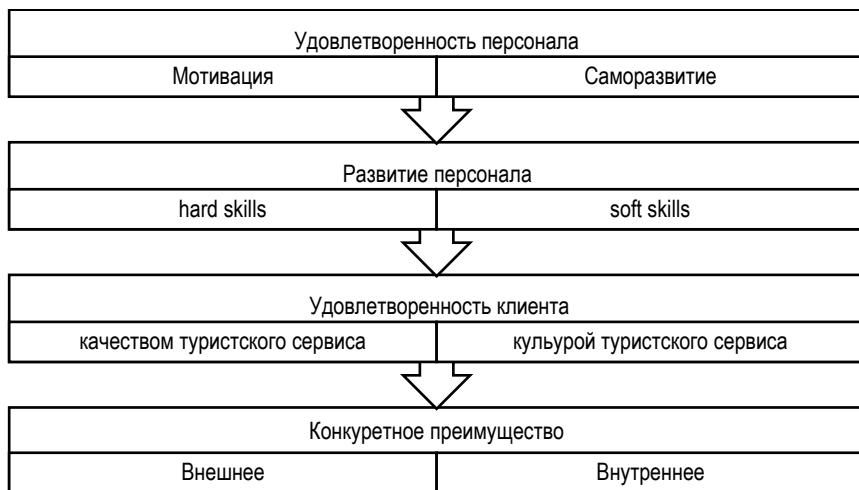 Удовлетворенность персонала
Мотивация Саморазвитие
Развитие персонала
hard skills soft skills
Удовлетворенность клиента
качеством туристского сервиса кульурой туристского сервиса
Конкуретное преимущество
Внешнее Внутреннее